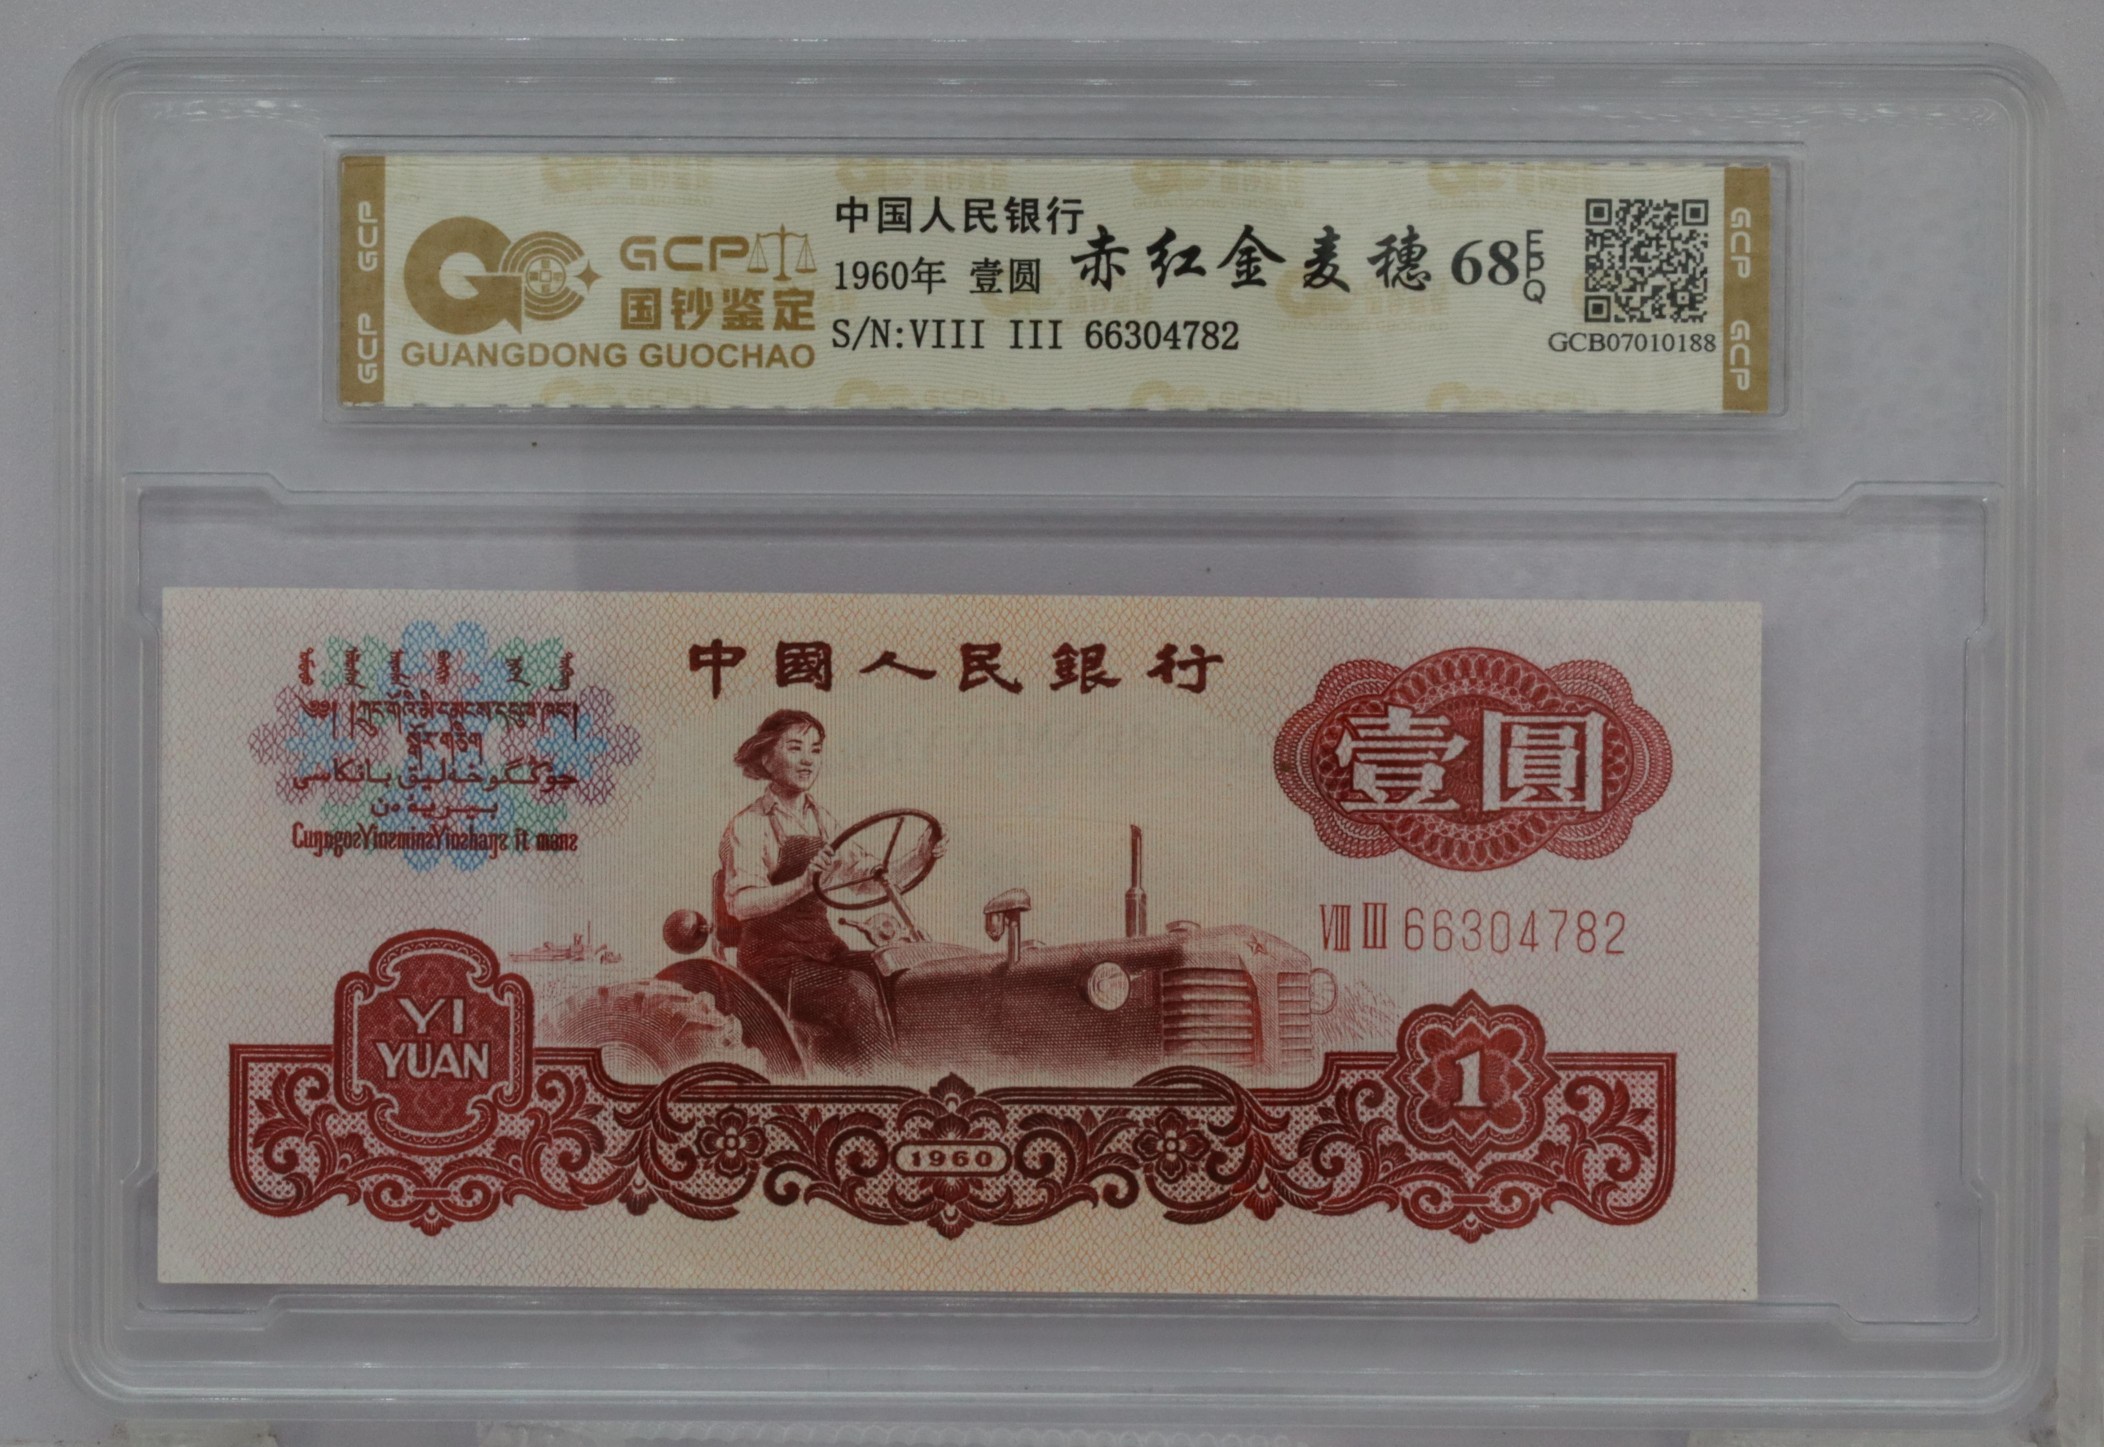 GCP
GCP
GCP
国钞鉴定
GUANGDONG GUOCHAO
中国人民银行
1960年 壹圆
赤红金麦穗 68 EPQ
S/N:VIII III 66304782
GCB07010188
GCP
GCP
中國人民銀行
壹圓
VIII III 66304782
YI
YUAN
1
1960